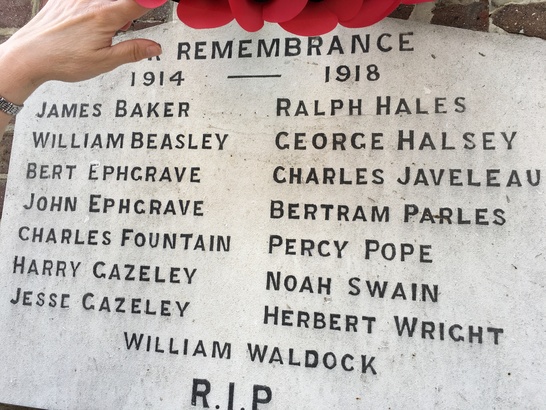 R REMEMBRANCE
1914 — 1918
JAMES BAKER
WILLIAM BEASLEY
BERT EPHGRAVE
JOHN EPHGRAVE
CHARLES FOUNTAIN
HARRY GAZELEY
JESSE GAZELEY
RALPH HALES
GEORGE HALSEY
CHARLES JAVELEAU
BERTRAM PARLES
PERCY POPE
NOAH SWAIN
HERBERT WRIGHT
WILLIAM WALDOCK
R.I.P